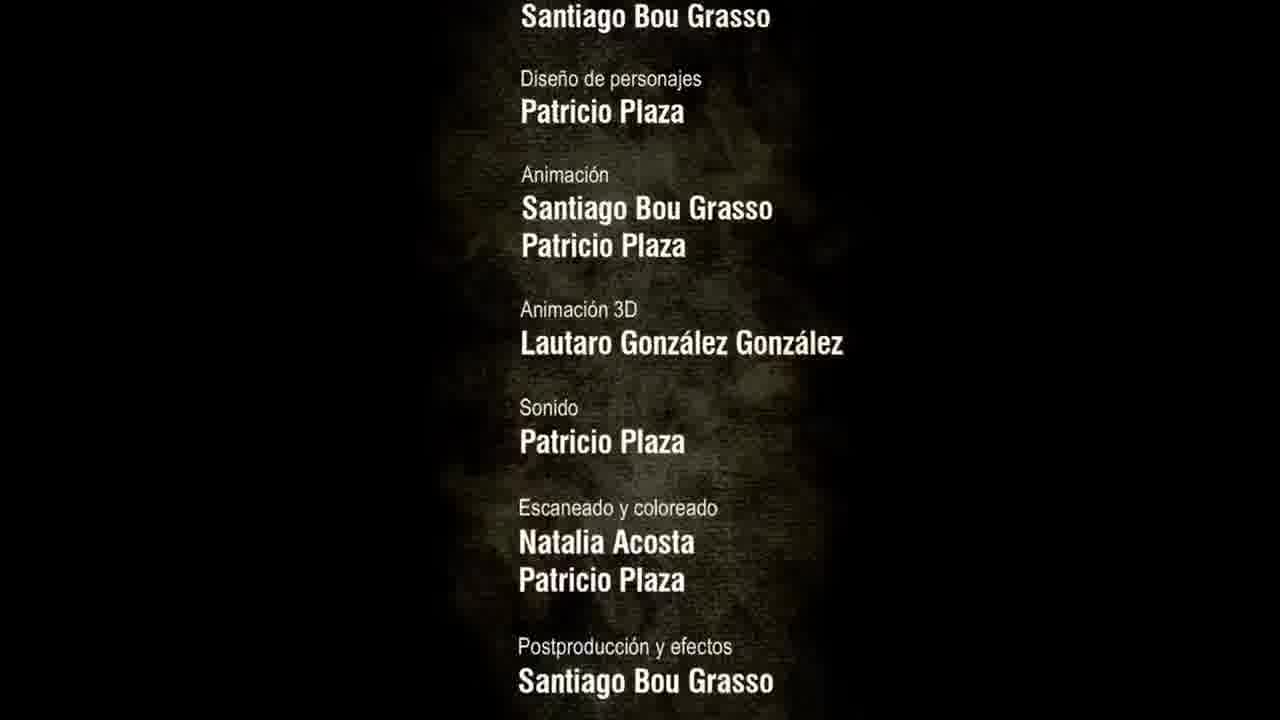 Santiago Bou Grasso
Diseño de personajes
Patricio Plaza
Animación
Santiago Bou Grasso
Patricio Plaza
Animación 3D
Lautaro González González
Sonido
Patricio Plaza
Escaneado y coloreado
Natalia Acosta
Patricio Plaza
Postproducción y efectos
Santiago Bou Grasso